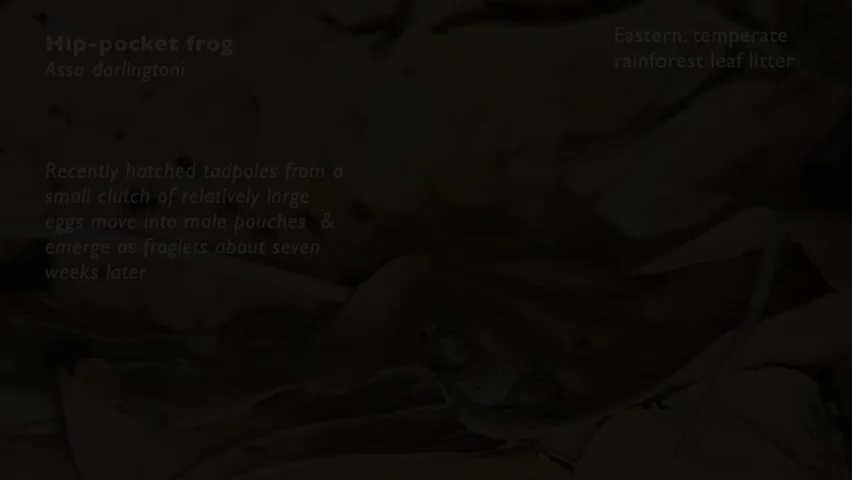 Hip-pocket frog
Assa darlingtoni
Eastern: temperate
rainforest leaf litter
Recently hatched tadpoles from a
small clutch of relatively large
eggs move into male pouches &
emerge as froglets about seven
weeks later